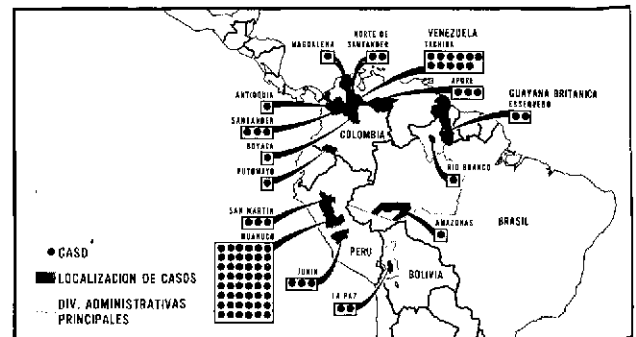 MAGDALENA
NORTE DE
SANTANDER
VENEZUELA
TACHIRA
APURE
GUAYANA BRITANICA
ESSEQUEBO
ANTIOQUIA
SANTANDER
BOYACA
PUTUMAYO
COLOMBIA
RIO BRANCO
SAN MARTIN
HUANUCO
AMAZONAS
BRASIL
PERU
JUNIN
BOLIVIA
LA PAZ
CASO
LOCALIZACION DE CASOS
DIV. ADMINISTRATIVAS
PRINCIPALES